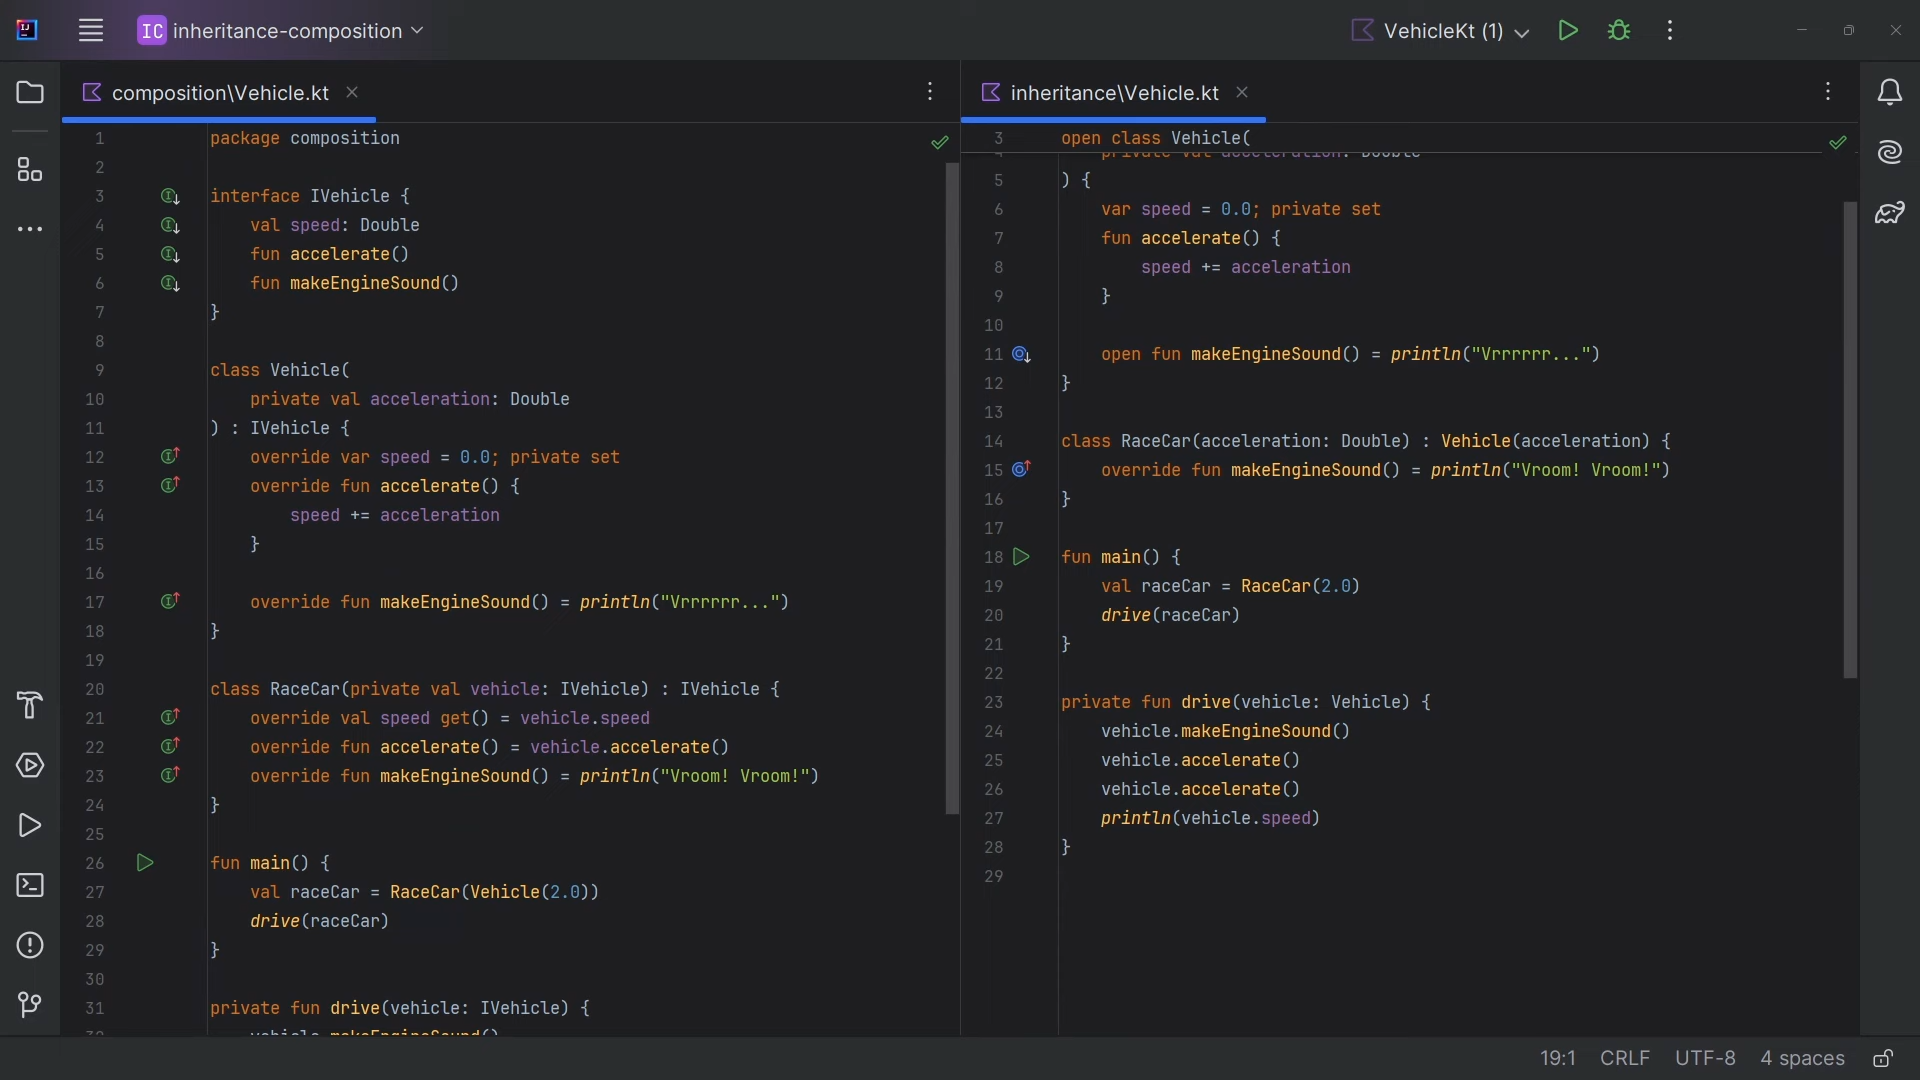 IC inheritance-composition
VehicleKt (1)
composition\Vehicle.kt
1 package composition
2
3 interface IVehicle {
4 val speed: Double
5 fun accelerate()
6 fun makeEngineSound()
7 }
8
9 class Vehicle(
10 private val acceleration: Double
11 ) : IVehicle {
12 override var speed = 0.0; private set
13 override fun accelerate() {
14 speed += acceleration
15 }
16
17 override fun makeEngineSound() = println("Vrrrrrr...")
18 }
19
20 class RaceCar(private val vehicle: IVehicle) : IVehicle {
21 override val speed get() = vehicle.speed
22 override fun accelerate() = vehicle.accelerate()
23 override fun makeEngineSound() = println("Vroom! Vroom!")
24 }
25
26 fun main() {
27 val raceCar = RaceCar(Vehicle(2.0))
28 drive(raceCar)
29 }
30
31 private fun drive(vehicle: IVehicle) {
32 vehicle.makeEngineSound()
inheritance\Vehicle.kt
3 open class Vehicle(
4 private val acceleration: Double
5 ) {
6 var speed = 0.0; private set
7 fun accelerate() {
8 speed += acceleration
9 }
10
11 open fun makeEngineSound() = println("Vrrrrrr...")
12 }
13
14 class RaceCar(acceleration: Double) : Vehicle(acceleration) {
15 override fun makeEngineSound() = println("Vroom! Vroom!")
16 }
17
18 fun main() {
19 val raceCar = RaceCar(2.0)
20 drive(raceCar)
21 }
22
23 private fun drive(vehicle: Vehicle) {
24 vehicle.makeEngineSound()
25 vehicle.accelerate()
26 vehicle.accelerate()
27 println(vehicle.speed)
28 }
29
19:1 CRLF UTF-8 4 spaces